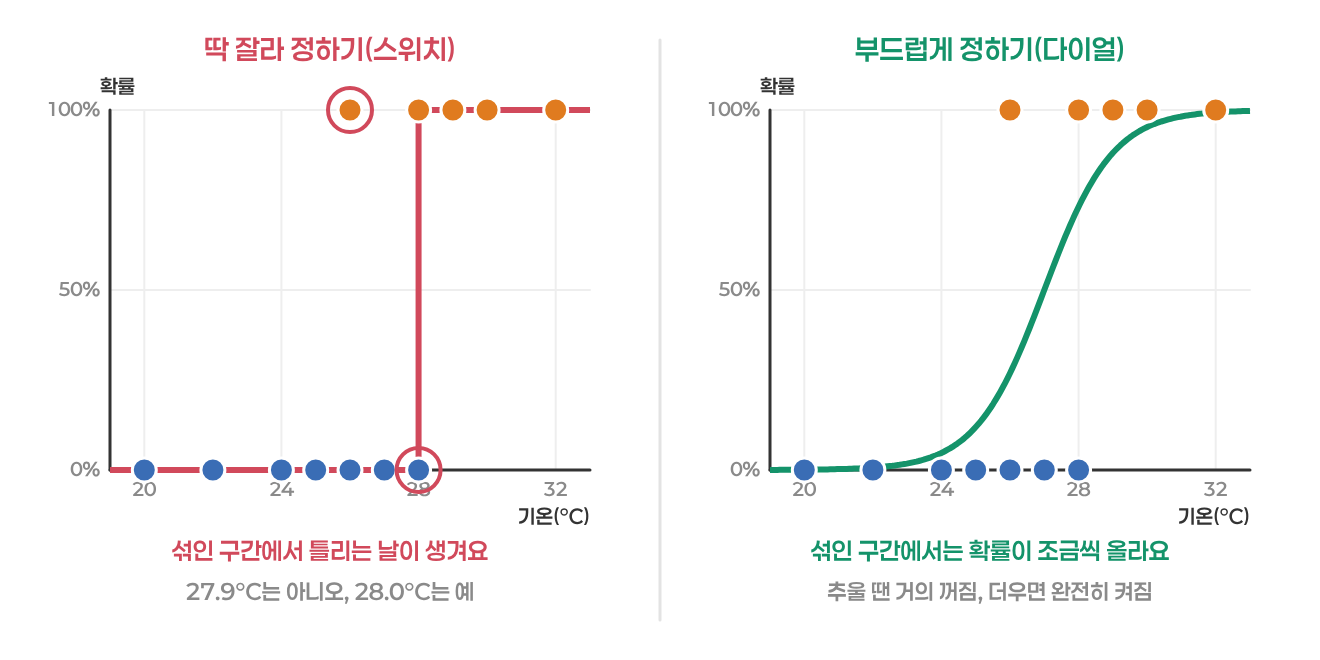 딱 잘라 정하기(스위치)
확률
100%
50%
0%
20 24 28 32
기온(°C)
섞인 구간에서 틀리는 날이 생겨요
27.9°C는 아니오, 28.0°C는 예
부드럽게 정하기(다이얼)
확률
100%
50%
0%
20 24 28 32
기온(°C)
섞인 구간에서는 확률이 조금씩 올라요
추울 땐 거의 꺼짐, 더우면 완전히 켜짐